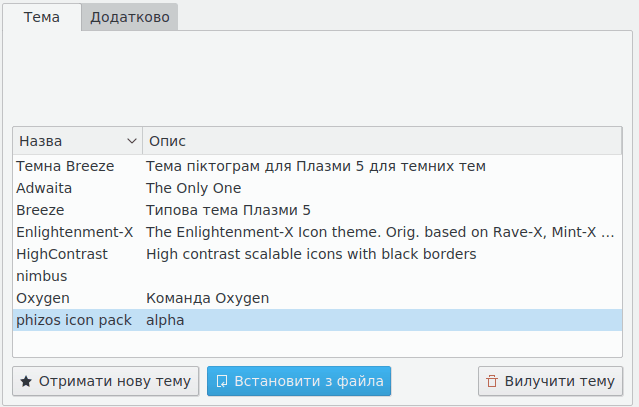 Тема Додатково
Назва Опис
Темна Breeze Тема піктограм для Плазми 5 для темних тем
Adwaita The Only One
Breeze Типова тема Плазми 5
Enlightenment-X The Enlightenment-X Icon theme. Orig. based on Rave-X, Mint-X ...
HighContrast High contrast scalable icons with black borders
nimbus
Oxygen Команда Oxygen
phizos icon pack alpha
Отримати нову тему Встановити з файла Вилучити тему